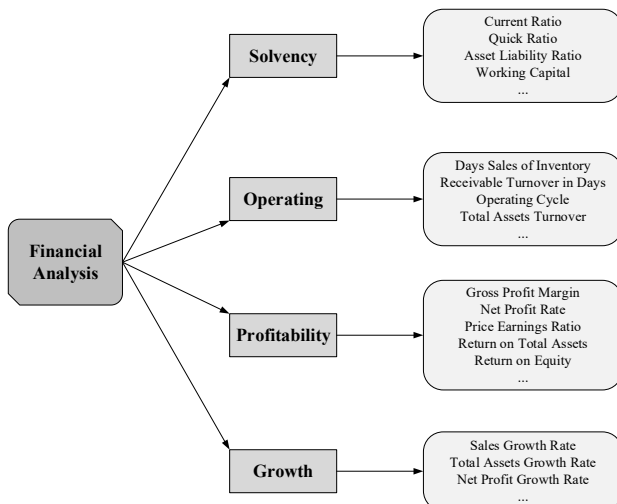 Financial
Analysis
Solvency
Current Ratio
Quick Ratio
Asset Liability Ratio
Working Capital
...
Operating
Days Sales of Inventory
Receivable Turnover in Days
Operating Cycle
Total Assets Turnover
...
Profitability
Gross Profit Margin
Net Profit Rate
Price Earnings Ratio
Return on Total Assets
Return on Equity
...
Growth
Sales Growth Rate
Total Assets Growth Rate
Net Profit Growth Rate
...